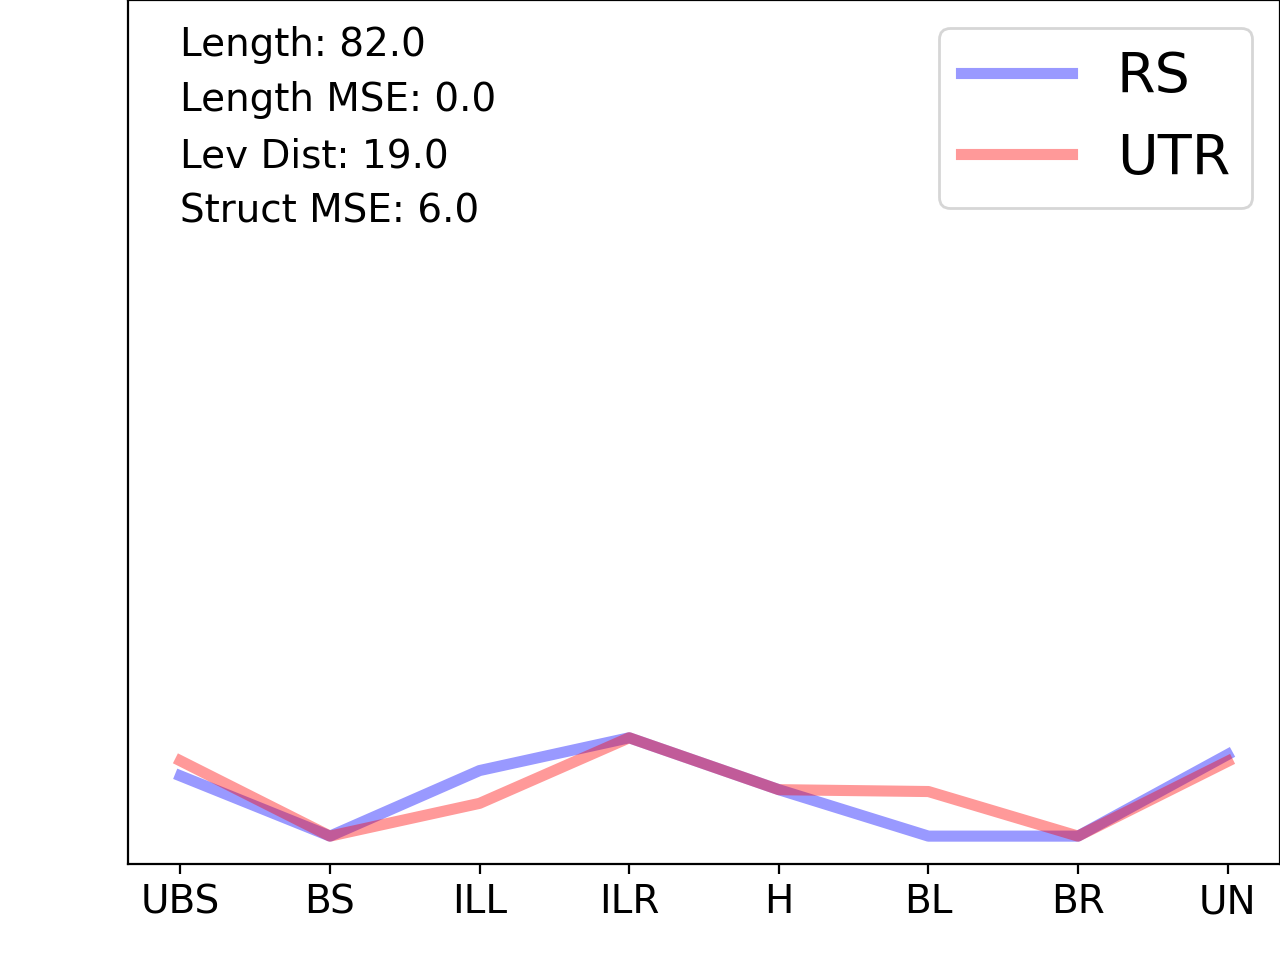 Length: 82.0
Length MSE: 0.0
Lev Dist: 19.0
Struct MSE: 6.0
RS
UTR
UBS BS ILL ILR H BL BR UN